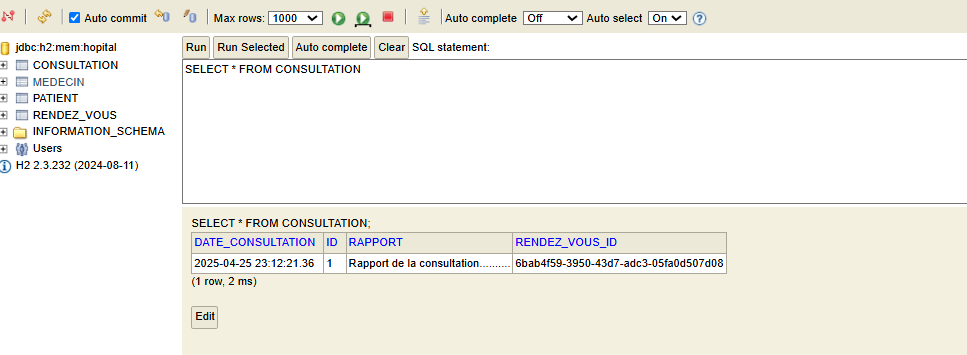 Auto commit Max rows: 1000 Auto complete Off Auto select On ?
jdbc:h2:mem:hopital
CONSULTATION
MEDECIN
PATIENT
RENDEZ_VOUS
INFORMATION_SCHEMA
Users
H2 2.3.232 (2024-08-11)
Run Run Selected Auto complete Clear SQL statement:
SELECT * FROM CONSULTATION
SELECT * FROM CONSULTATION;
DATE_CONSULTATION ID RAPPORT RENDEZ_VOUS_ID
2025-04-25 23:12:21.36 1 Rapport de la consultation.......... 6bab4f59-3950-43d7-adc3-05fa0d507d08
(1 row, 2 ms)
Edit